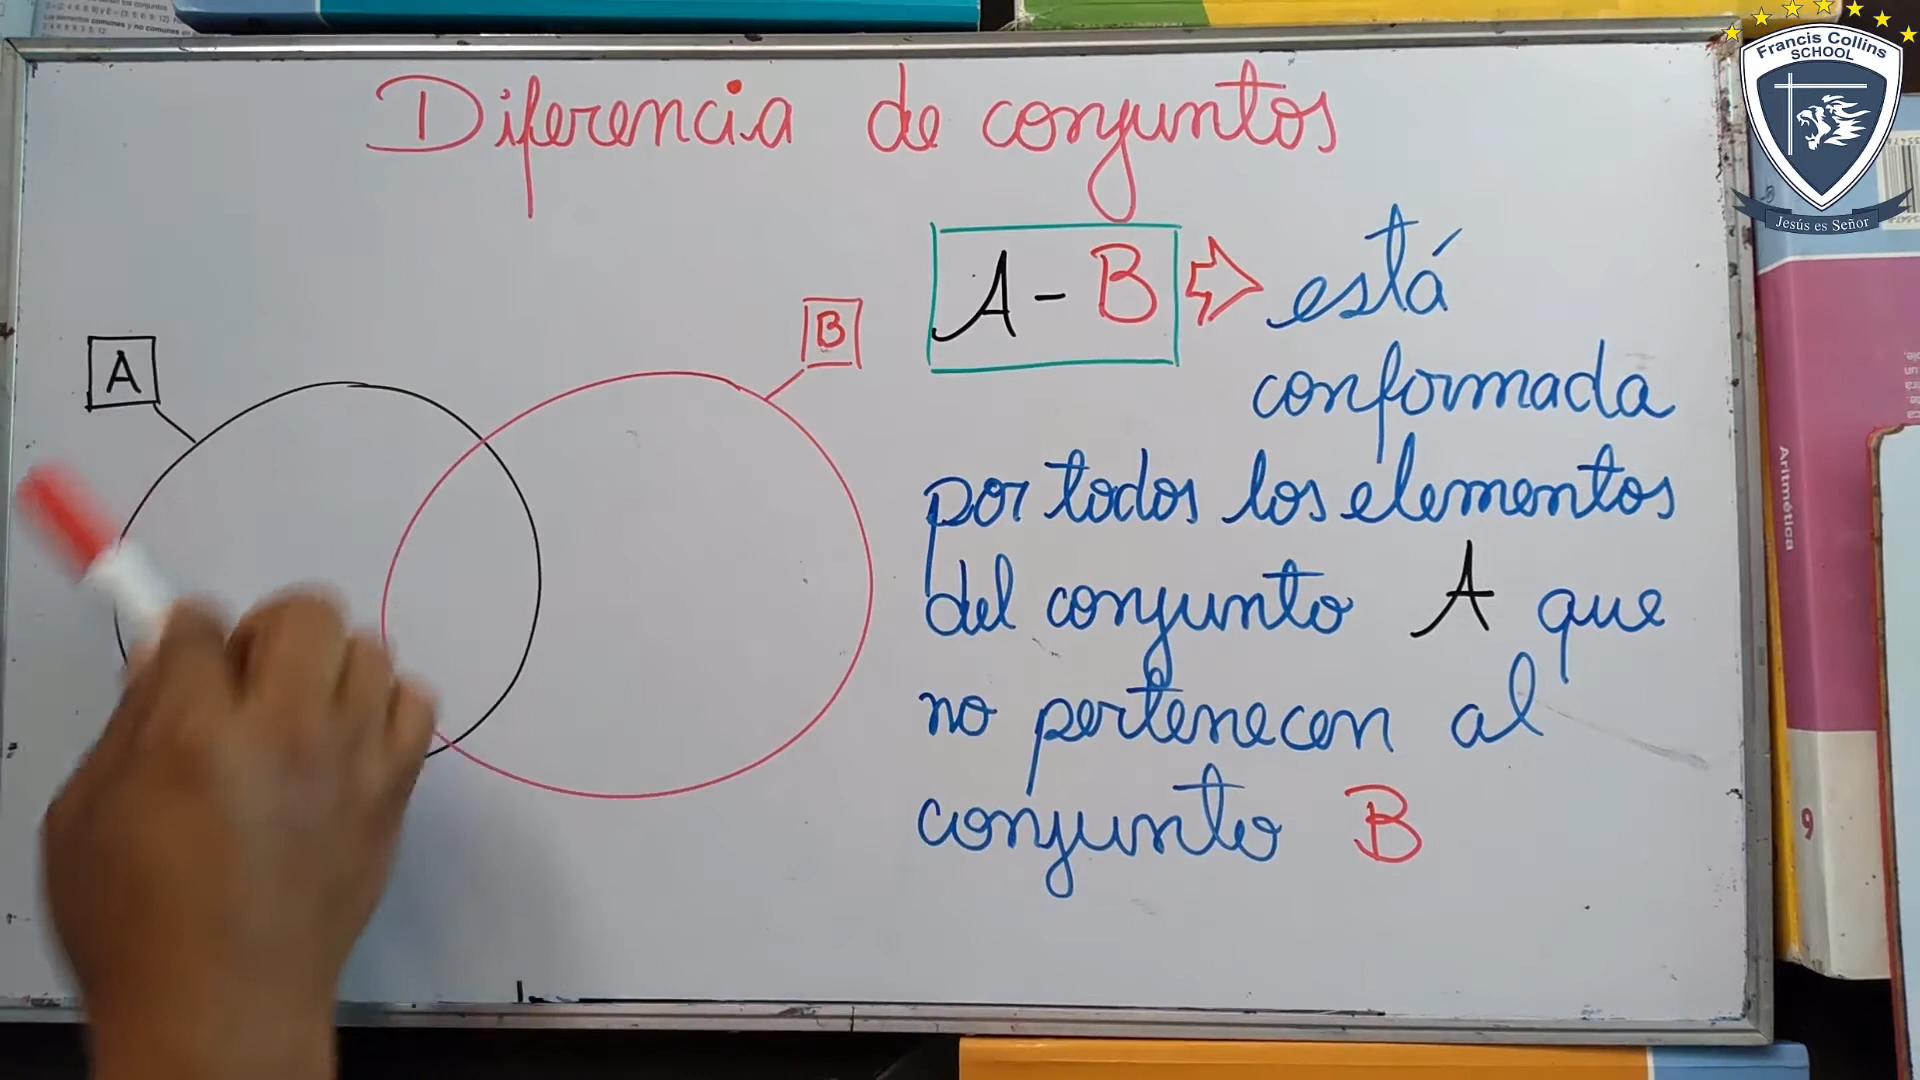 Diferencia de conjuntos
A - B ⇨ está
conformada
por todos los elementos
del conjunto A que
no pertenecen al
conjunto B
A
B
Francis Collins
SCHOOL
Jesús es Señor
Aritmética
9